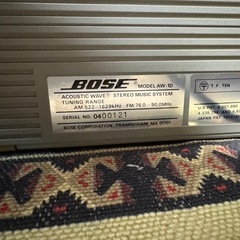 BOSE MODEL AW-1D
ACOUSTIC WAVE® STEREO MUSIC SYSTEM
TUNING RANGE
AM 522-1629kHz FM 76.0-90.0MHz
SERIAL NO. 0400121
BOSE CORPORATION, FRAMINGHAM, MA 01701
T. F. TEN
U S PAT.
JAPAN PAT.